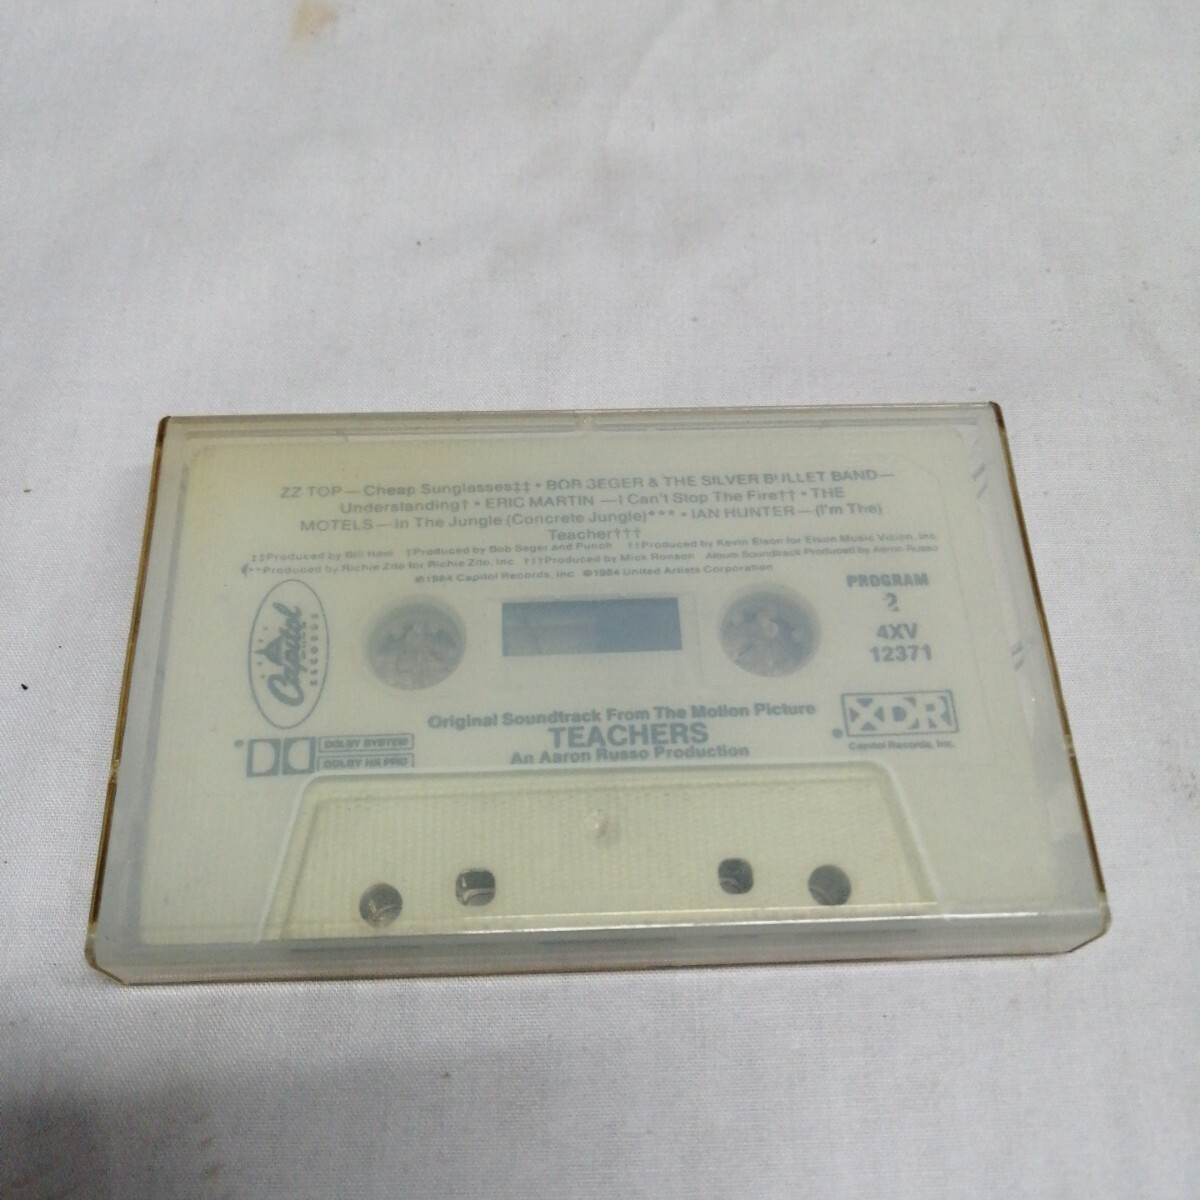 ZZ TOP—Cheap Sunglasses‡‡ • BOB SEGER & THE SILVER BULLET BAND—
Understanding† • ERIC MARTIN —I Can't Stop The Fire†† • THE
MOTELS—In The Jungle (Concrete Jungle)*** • IAN HUNTER—(I'm The)
Teacher†††
‡‡Produced by Bill Ham †Produced by Bob Seger and Punch ††Produced by Kevin Elson for Elson Music Vision, Inc.
***Produced by Richie Zito for Richie Zito, Inc. †††Produced by Mick Ronson Album Soundtrack Produced by Aaron Russo
℗1984 Capitol Records, Inc. ©1984 United Artists Corporation
Capitol
RECORDS
PROGRAM
2
4XV
12371
Original Soundtrack From The Motion Picture
TEACHERS
An Aaron Russo Production
DOLBY SYSTEM
DOLBY HX PRO
XDR
Capitol Records, Inc.